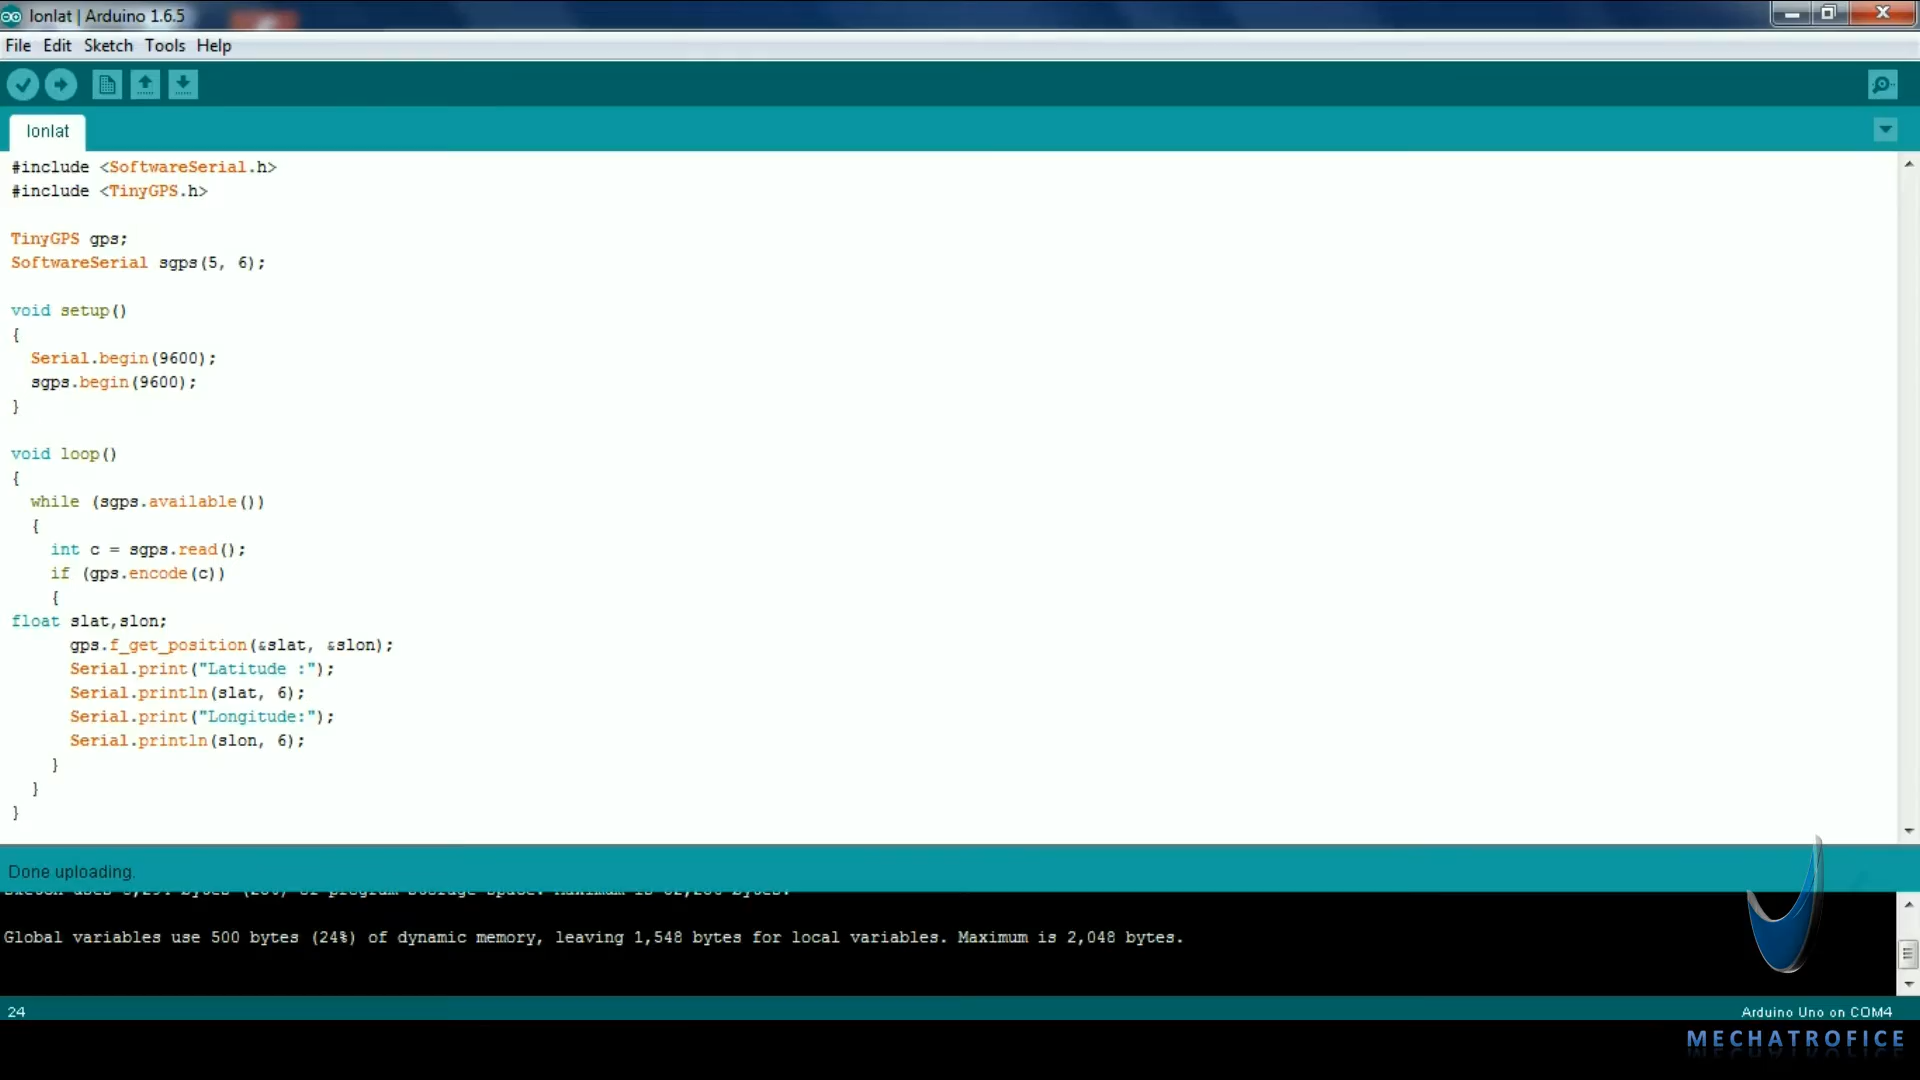 lonlat | Arduino 1.6.5
File Edit Sketch Tools Help
lonlat
#include <SoftwareSerial.h>
#include <TinyGPS.h>
TinyGPS gps;
SoftwareSerial sgps(5, 6);
void setup()
{
Serial.begin(9600);
sgps.begin(9600);
}
void loop()
{
while (sgps.available())
{
int c = sgps.read();
if (gps.encode(c))
{
float slat,slon;
gps.f_get_position(&slat, &slon);
Serial.print("Latitude :");
Serial.println(slat, 6);
Serial.print("Longitude:");
Serial.println(slon, 6);
}
}
}
Done uploading.
Global variables use 500 bytes (24%) of dynamic memory, leaving 1,548 bytes for local variables. Maximum is 2,048 bytes.
24
Arduino Uno on COM4
MECHATROFICE